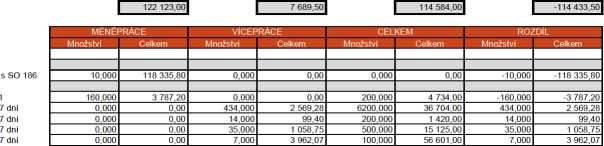 122 123,00 7 689,50 114 584,00 -114 433,50
MÉNĚPRÁCE VÍCEPRÁCE CELKEM ROZDÍL
Množství Celkem Množství Celkem Množství Celkem Množství Celkem
s SO 186 10,000 118 335,80 0,000 0,00 0,000 0,00 -10,000 -118 335,80
160,000 3 787,20 0,000 0,00 200,000 4 734,00 -160,000 -3 787,20
7 dni 0,000 0,00 434,000 2 569,28 6200,000 36 704,00 434,000 2 569,28
7 dni 0,000 0,00 14,000 99,40 200,000 1 420,00 14,000 99,40
7 dni 0,000 0,00 35,000 1 058,75 500,000 15 125,00 35,000 1 058,75
7 dni 0,000 0,00 7,000 3 962,07 100,000 56 601,00 7,000 3 962,07